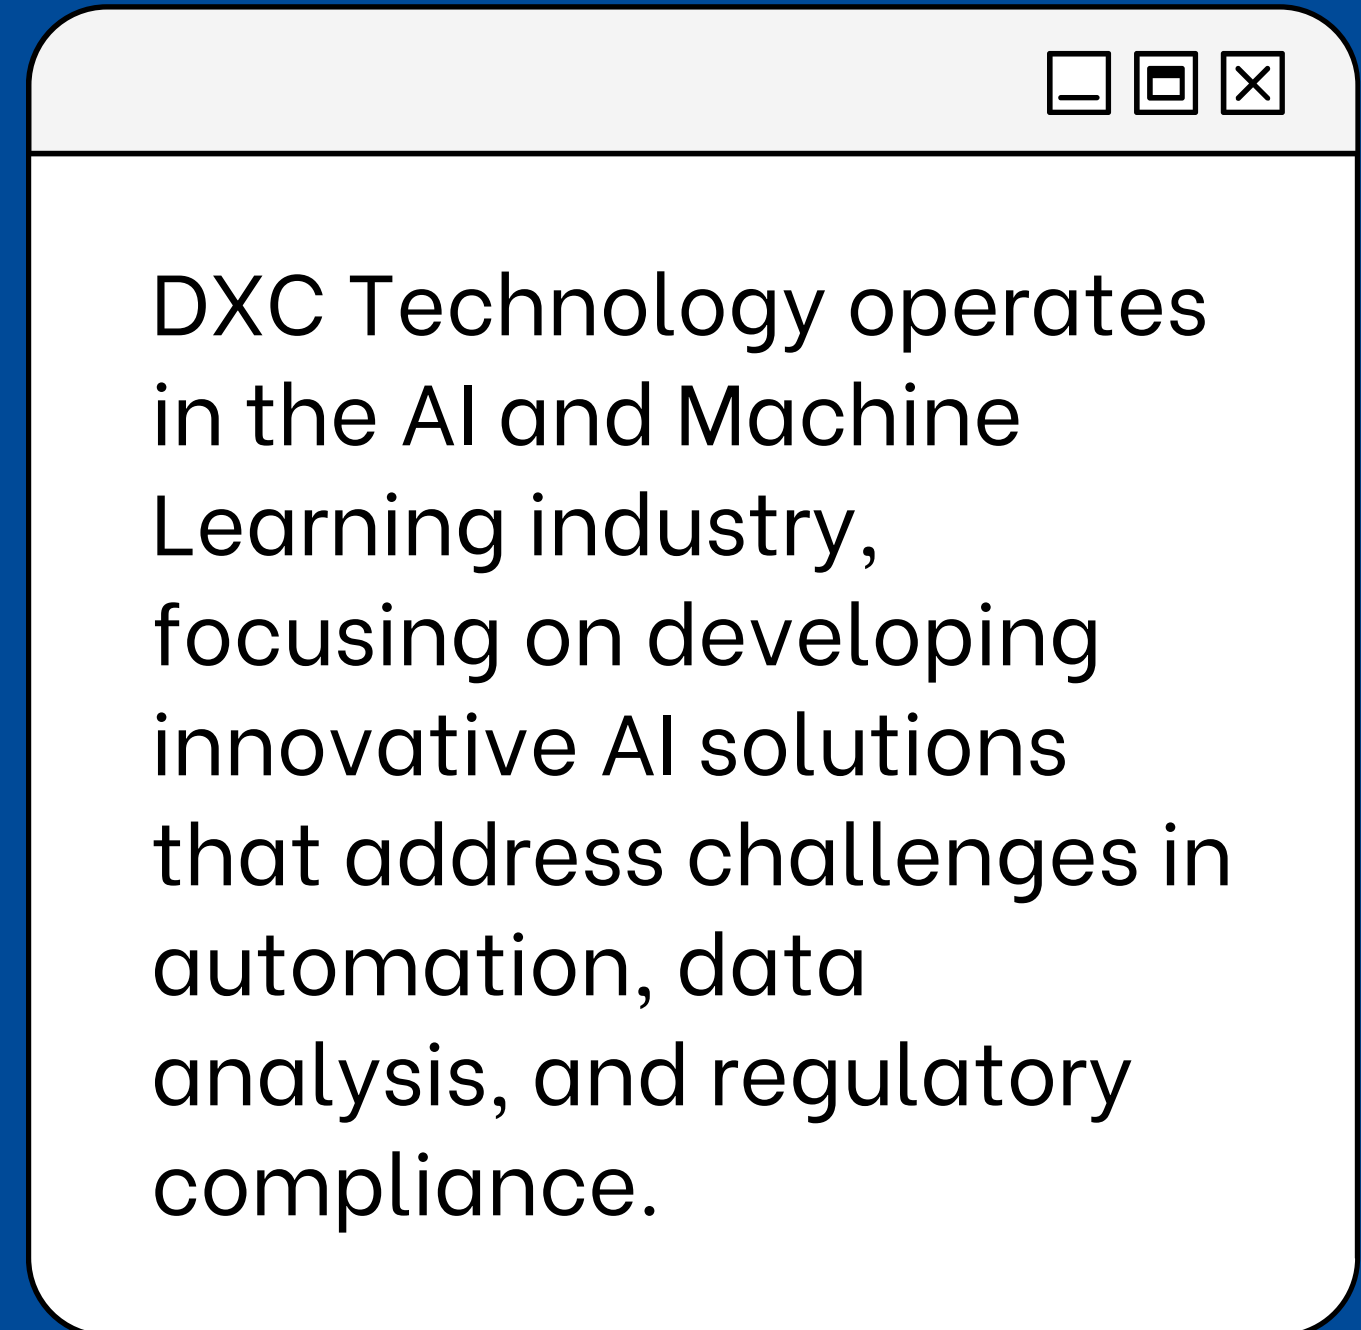 DXC Technology operates
in the AI and Machine
Learning industry,
focusing on developing
innovative AI solutions
that address challenges in
automation, data
analysis, and regulatory
compliance.